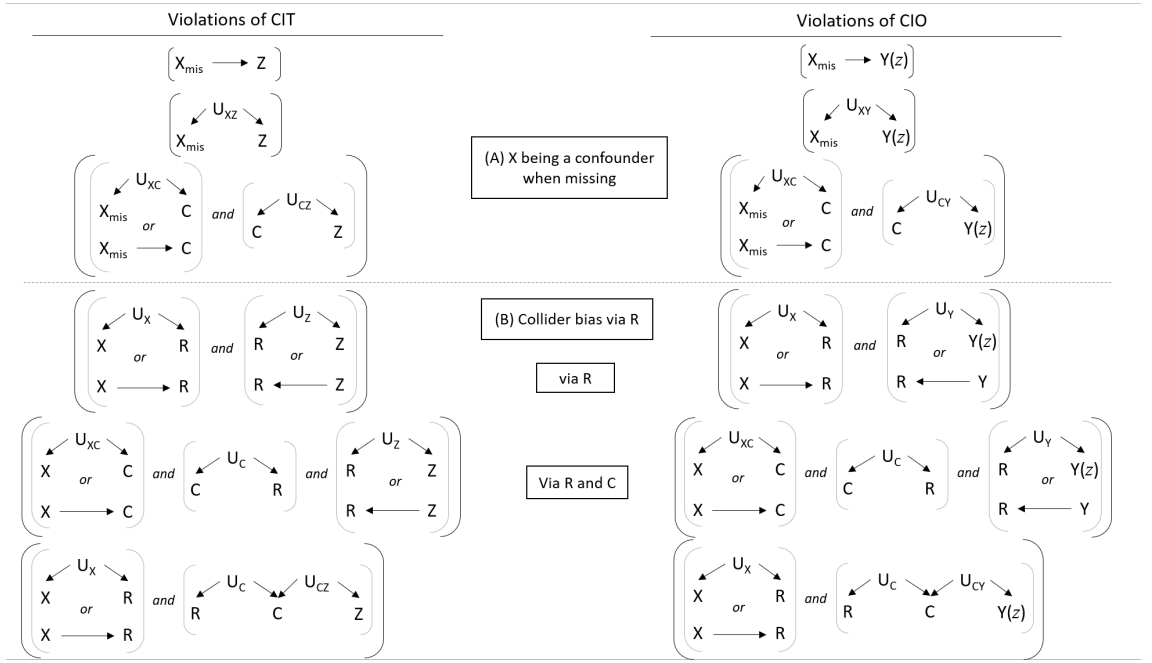 Violations of CIT
Violations of CIO
X_mis → Z
X_mis → Y(z)
U_XZ
X_mis Z
U_XY
X_mis Y(z)
(A) X being a confounder
when missing
U_XC
X_mis C
or
X_mis → C
and
U_CZ
C Z
U_XC
X_mis C
or
X_mis → C
and
U_CY
C Y(z)
(B) Collider bias via R
via R
U_X
X R
or
X → R
and
U_Z
R Z
or
R ← Z
U_X
X R
or
X → R
and
U_Y
R Y(z)
or
R ← Y
Via R and C
U_XC
X C
or
X → C
and
U_C
C R
and
U_Z
R Z
or
R ← Z
U_XC
X C
or
X → C
and
U_C
C R
and
U_Y
R Y(z)
or
R ← Y
U_X
X R
or
X → R
and
U_C U_CZ
R C Z
U_X
X R
or
X → R
and
U_C U_CY
R C Y(z)